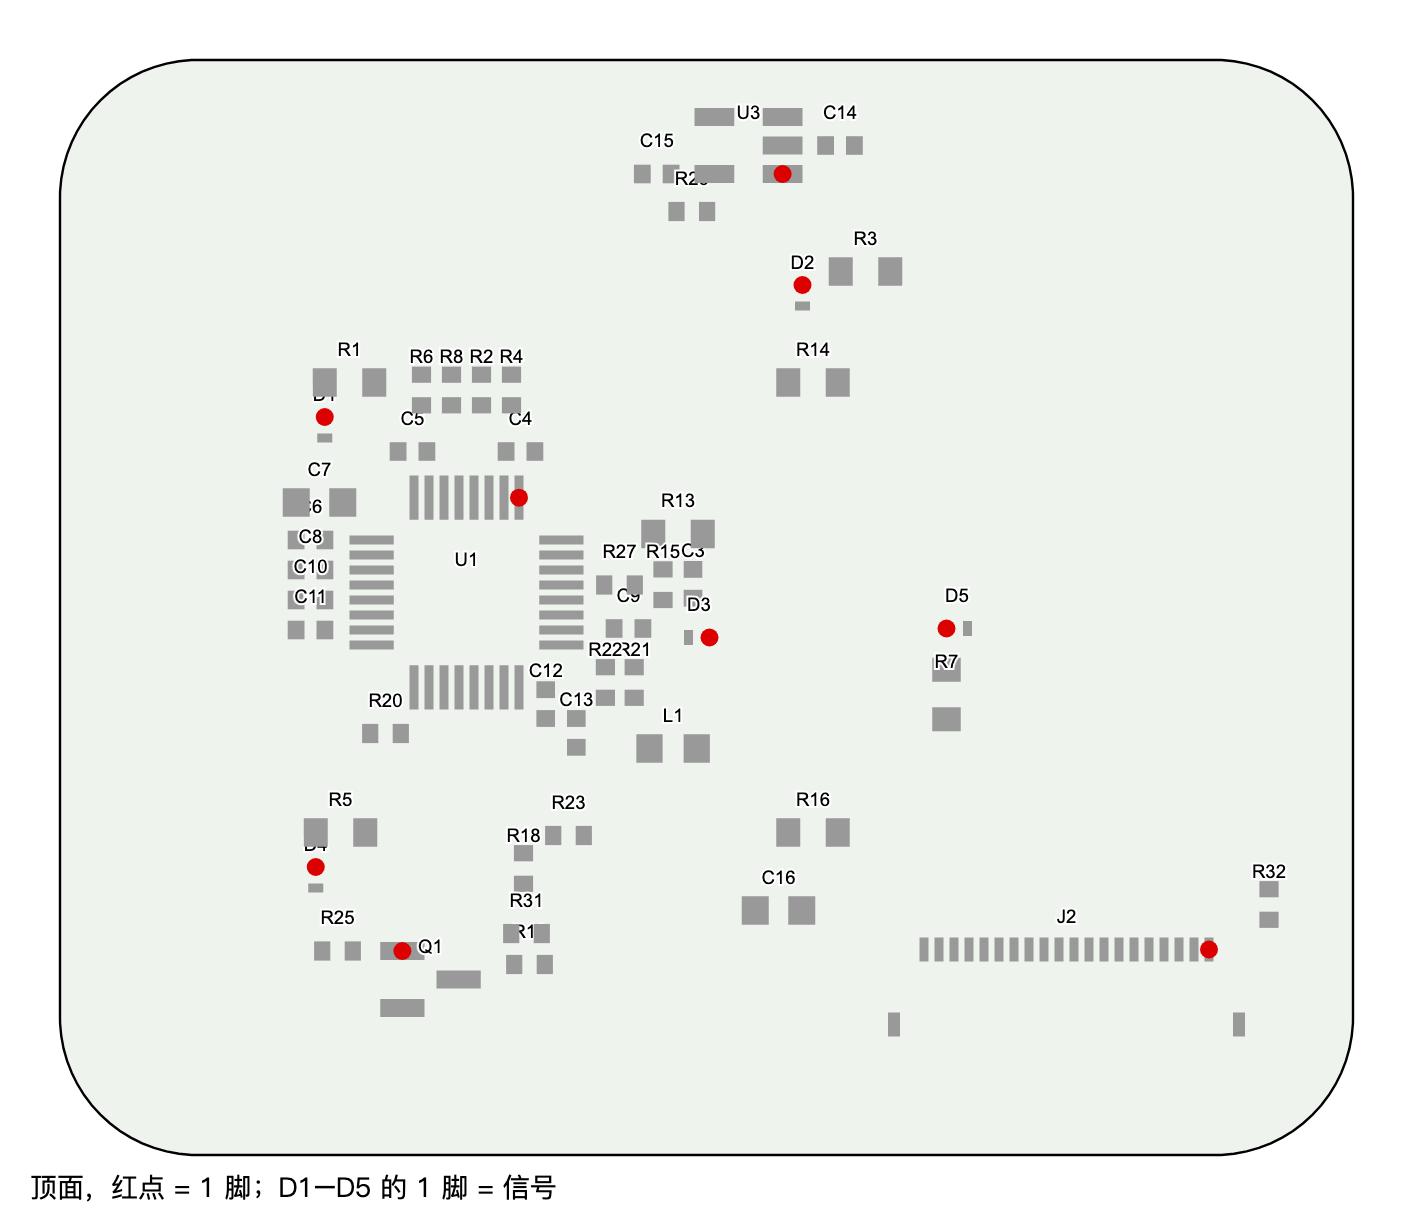 U3
C14
C15
R3
D2
R1
R14
R6 R8 R2 R4
C5
C4
C7
C8
C10
C11
U1
R13
R27
R15
C3
C9
D3
D5
R22
R21
R7
C12
C13
R20
L1
R5
R23
R16
R18
C16
R32
R31
R25
J2
Q1
顶面，红点 = 1 脚；D1—D5 的 1 脚 = 信号